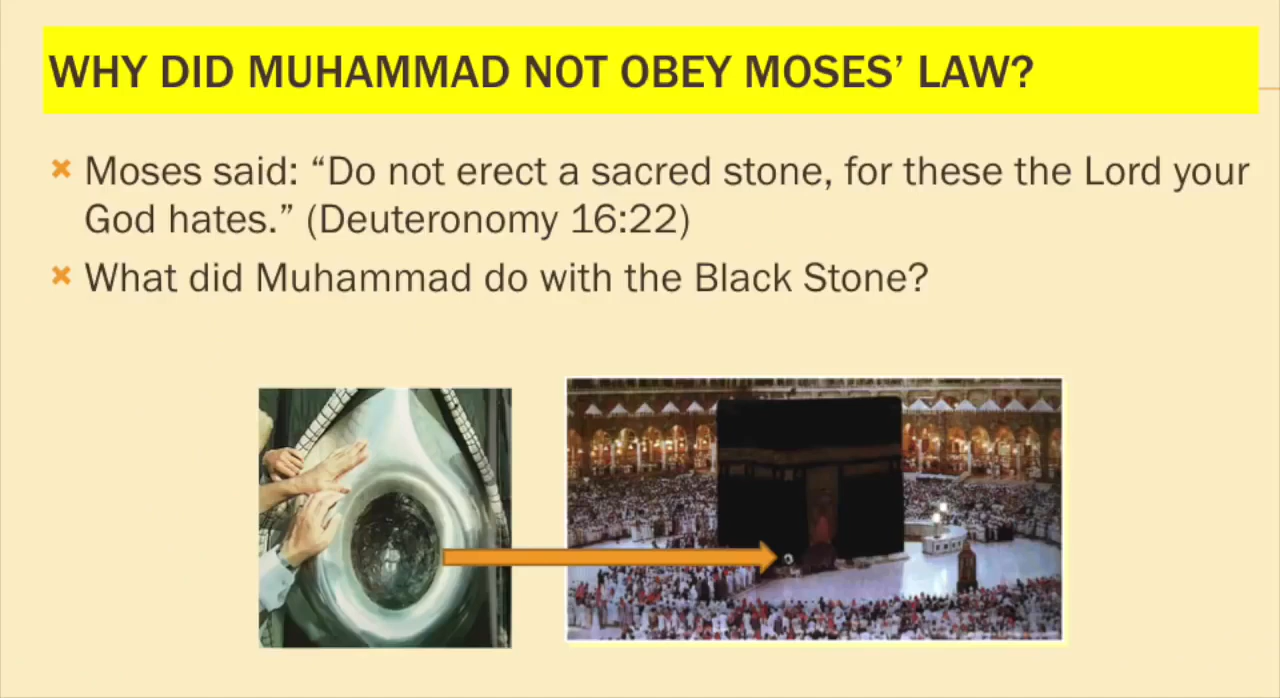 WHY DID MUHAMMAD NOT OBEY MOSES’ LAW?
Moses said: “Do not erect a sacred stone, for these the Lord your
God hates.” (Deuteronomy 16:22)
What did Muhammad do with the Black Stone?